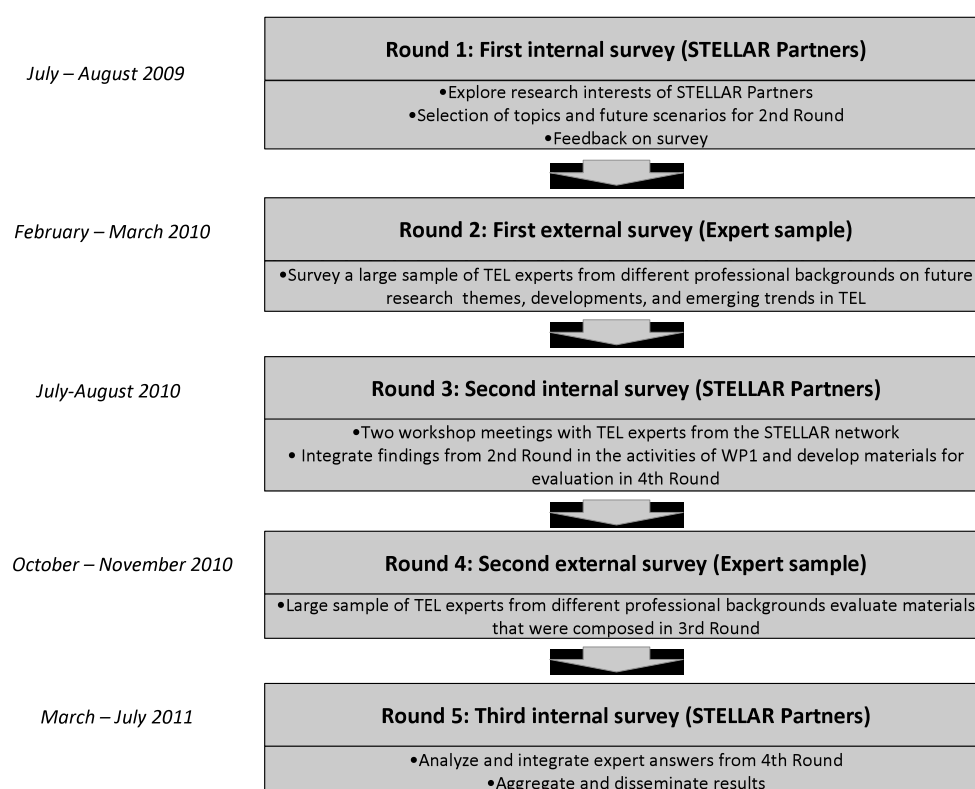 Round 1: First internal survey (STELLAR Partners)
July – August 2009
•Explore research interests of STELLAR Partners
•Selection of topics and future scenarios for 2nd Round
•Feedback on survey
Round 2: First external survey (Expert sample)
February – March 2010
•Survey a large sample of TEL experts from different professional backgrounds on future
research  themes, developments, and emerging trends in TEL
Round 3: Second internal survey (STELLAR Partners)
July-August 2010
•Two workshop meetings with TEL experts from the STELLAR network
• Integrate findings from 2nd Round in the activities of WP1 and develop materials for
evaluation in 4th Round
Round 4: Second external survey (Expert sample)
October – November 2010
•Large sample of TEL experts from different professional backgrounds evaluate materials
that were composed in 3rd Round
Round 5: Third internal survey (STELLAR Partners)
March – July 2011
•Analyze and integrate expert answers from 4th Round
•Aggregate and disseminate results